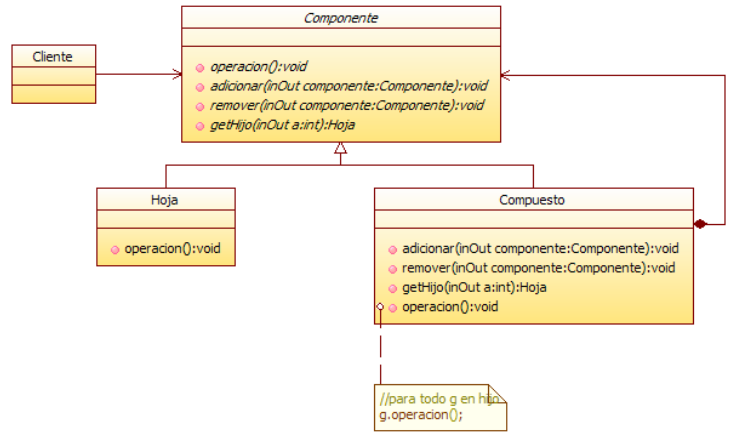 Componente
operacion():void
adicionar(inOut componente:Componente):void
remover(inOut componente:Componente):void
getHijo(inOut a:int):Hoja
Cliente
Hoja
operacion():void
Compuesto
adicionar(inOut componente:Componente):void
remover(inOut componente:Componente):void
getHijo(inOut a:int):Hoja
operacion():void
//para todo g en hijo
g.operacion();